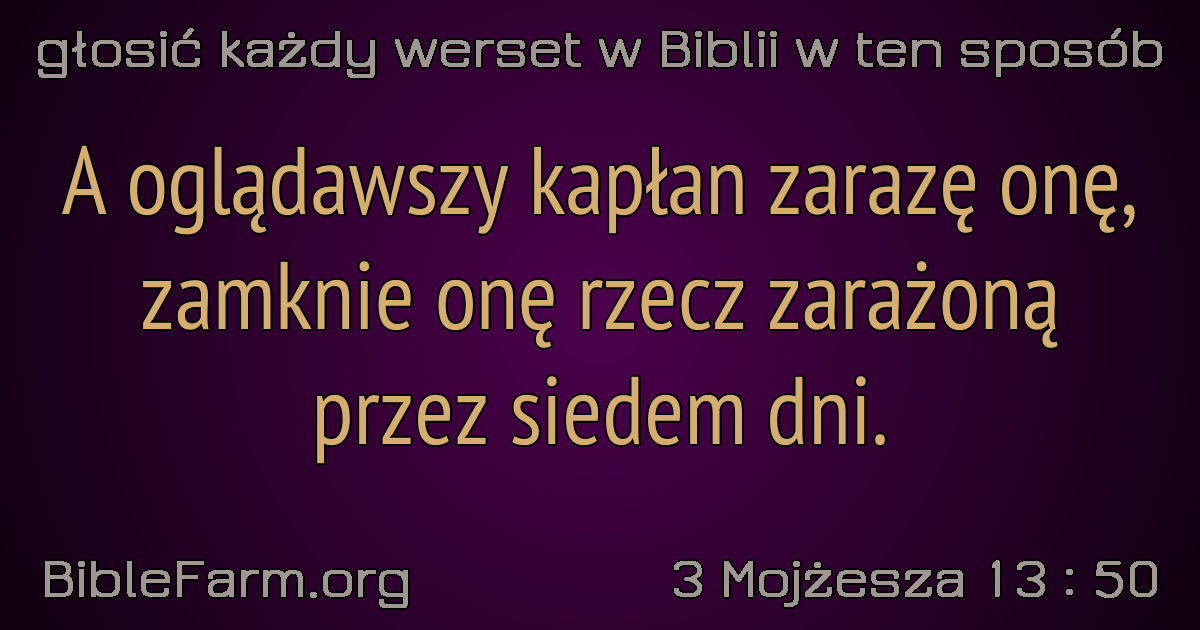 głosić każdy werset w Biblii w ten sposób
A oglądawszy kapłan zarazę onę,
zamknie onę rzecz zarażoną
przez siedem dni.
BibleFarm.org
3 Mojżesza 13 : 50